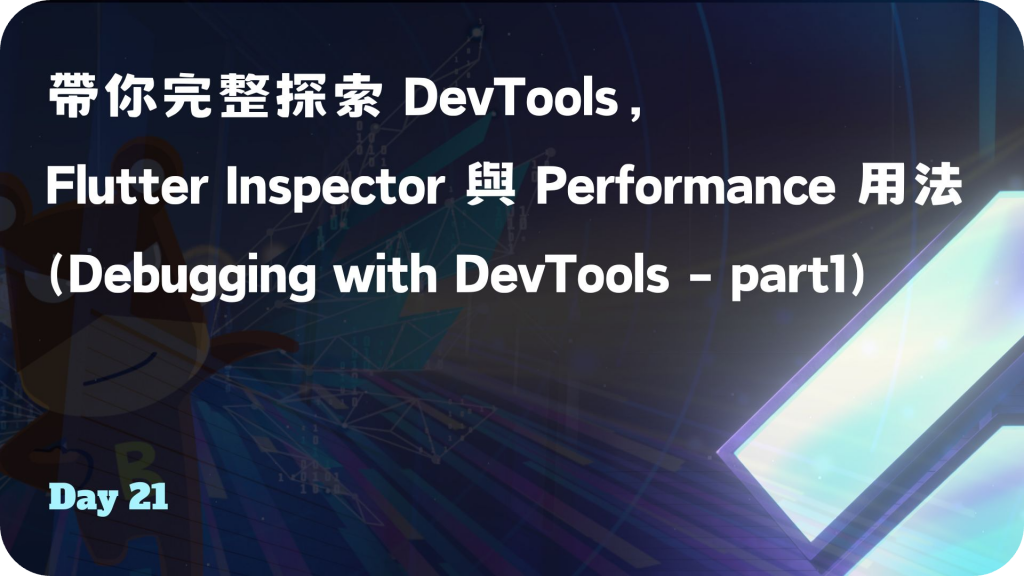 帶你完整探索 DevTools,
Flutter Inspector 與 Performance 用法
(Debugging with DevTools - part1)
B
Day 21